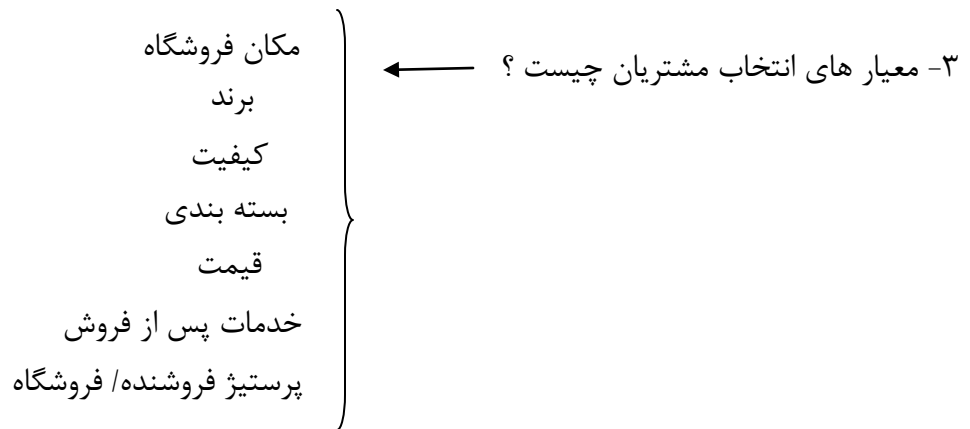 ۳- معیار های انتخاب مشتریان چیست ؟
مکان فروشگاه
برند
کیفیت
بسته بندی
قیمت
خدمات پس از فروش
پرستیژ فروشنده/ فروشگاه